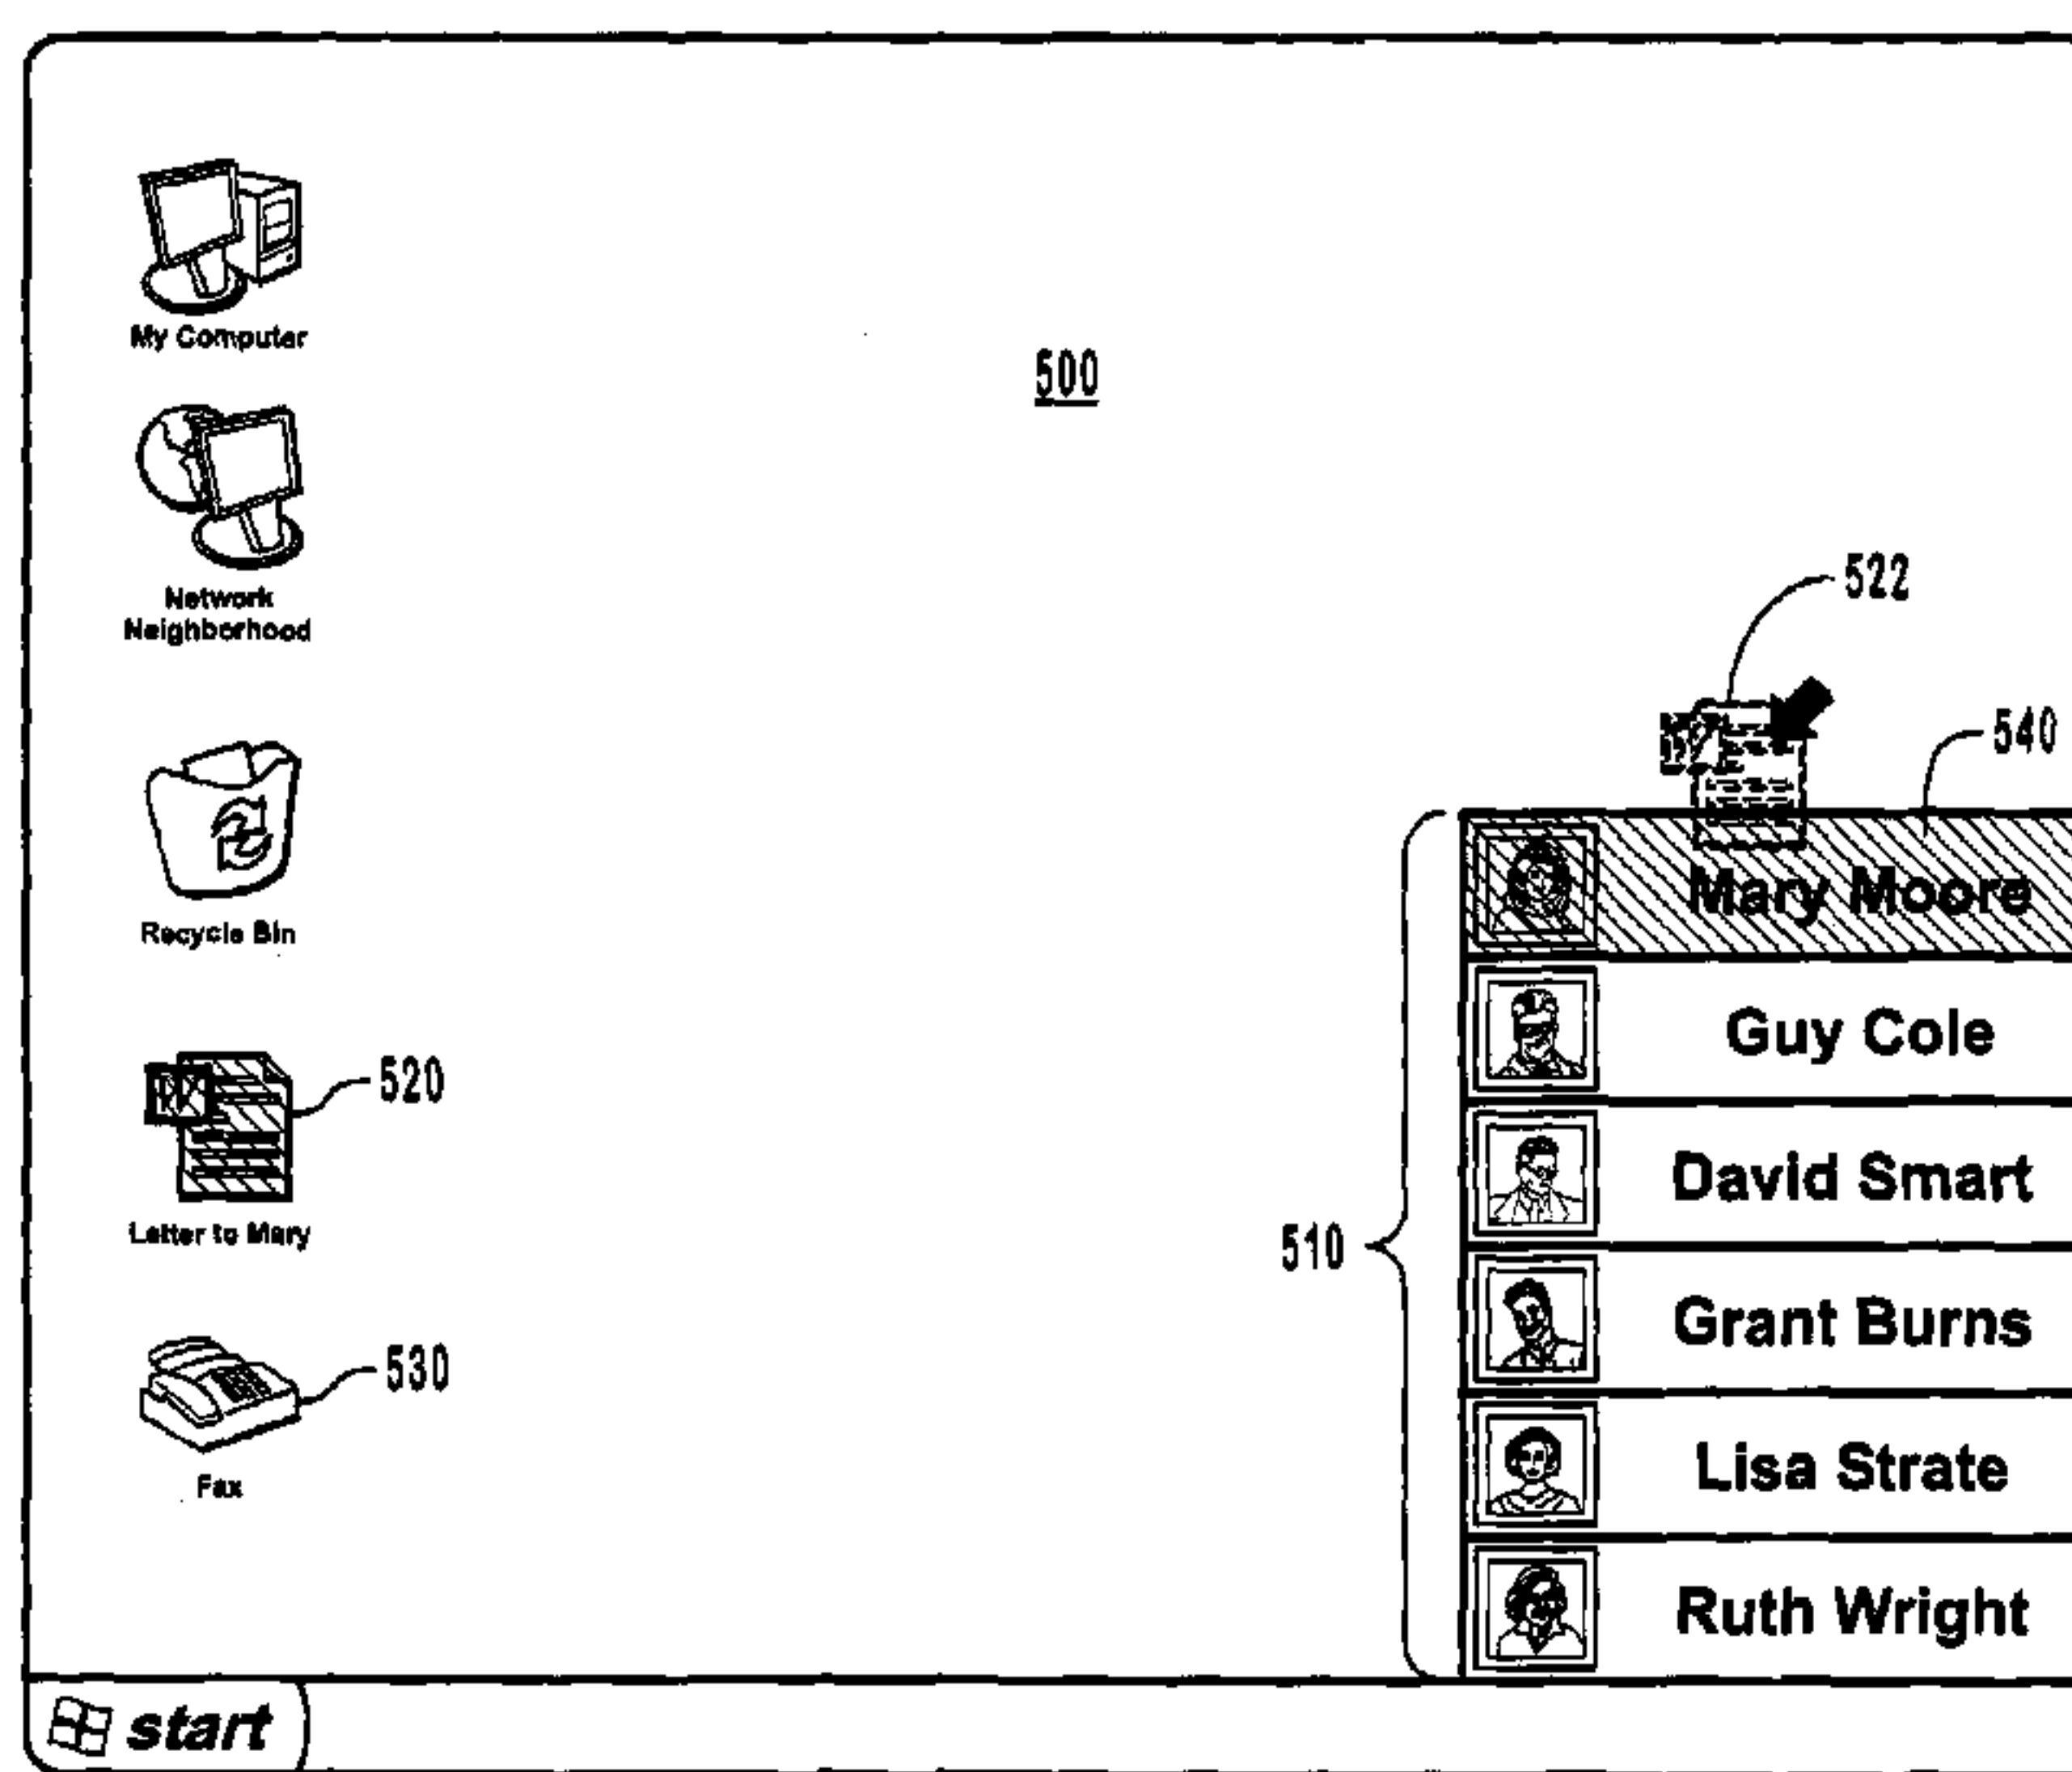 My Computer
500
Network
Neighborhood
522
540
Recycle Bin
Mary Moore
Guy Cole
520
Letter to Mary
David Smart
510
Grant Burns
530
Fax
Lisa Strate
Ruth Wright
start